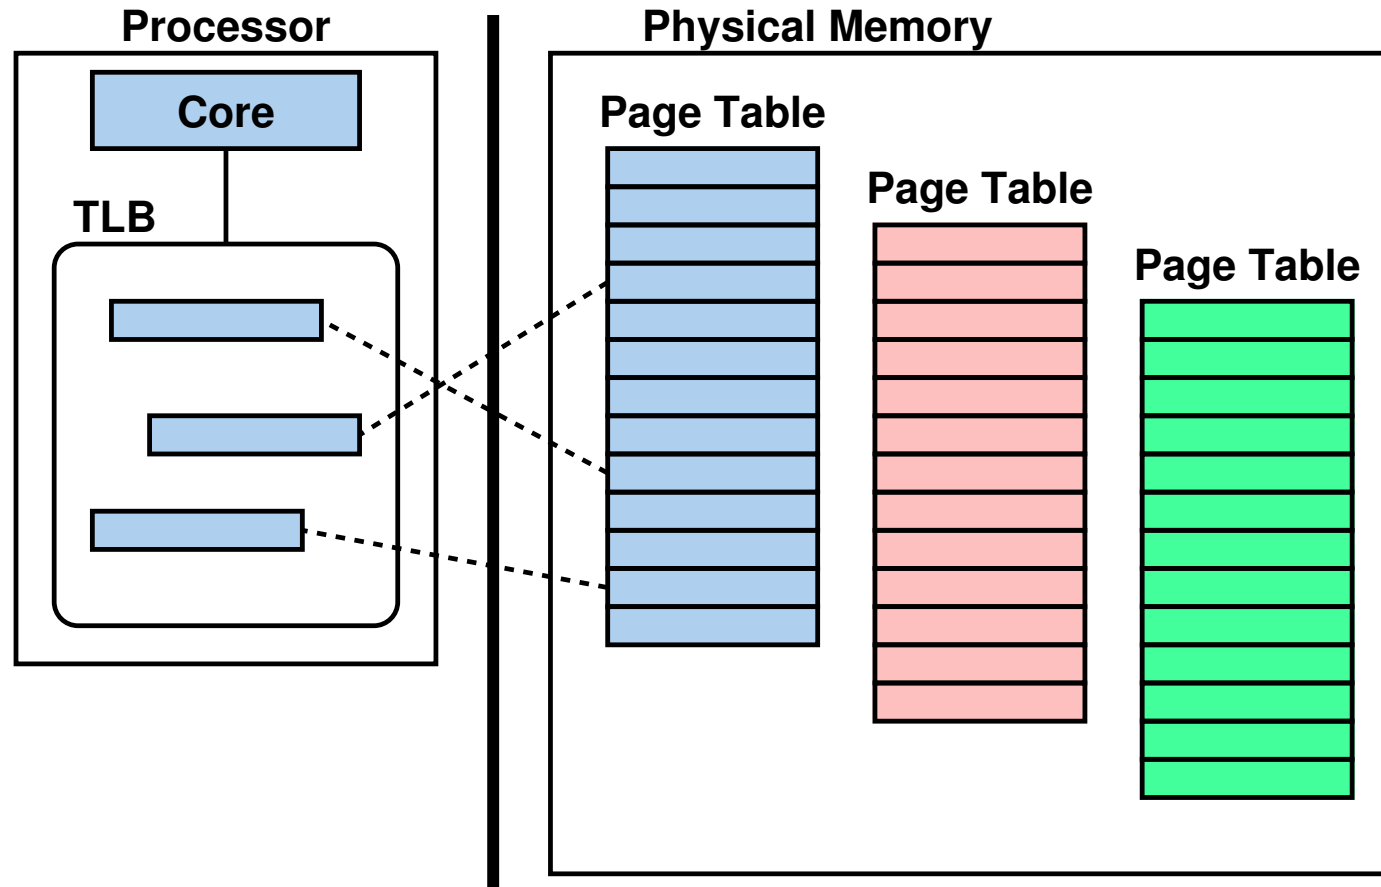 Processor
Physical Memory
Core
Page Table
TLB
Page Table
Page Table